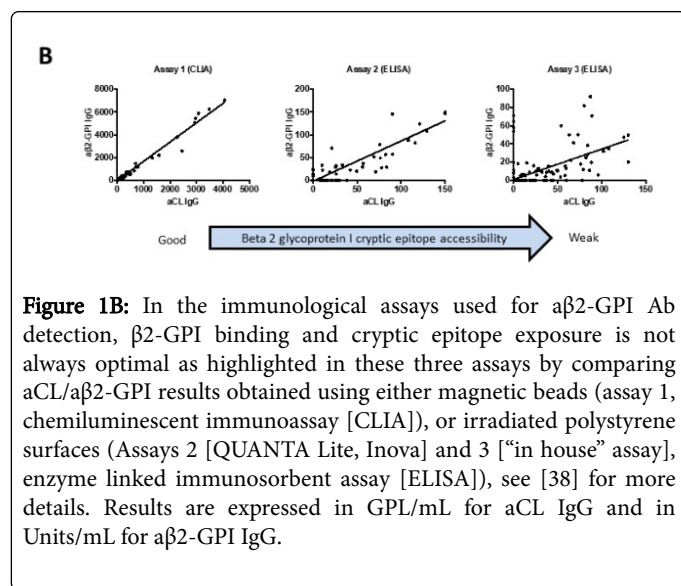 B
Assay 1 (CLIA)
Assay 2 (ELISA)
Assay 3 (ELISA)
aβ2-GPI IgG
8000
6000
4000
2000
0
0 1000 2000 3000 4000 5000
aCL IgG
aβ2-GPI IgG
200
150
100
50
0
0 50 100 150
aCL IgG
aβ2-GPI IgG
100
80
60
40
20
0
0 50 100 150
aCL IgG
Good
Beta 2 glycoprotein I cryptic epitope accessibility
Weak
Figure 1B: In the immunological assays used for aβ2-GPI Ab
detection, β2-GPI binding and cryptic epitope exposure is not
always optimal as highlighted in these three assays by comparing
aCL/aβ2-GPI results obtained using either magnetic beads (assay 1,
chemiluminescent immunoassay [CLIA]), or irradiated polystyrene
surfaces (Assays 2 [QUANTA Lite, Inova] and 3 [“in house” assay],
enzyme linked immunosorbent assay [ELISA]), see [38] for more
details. Results are expressed in GPL/mL for aCL IgG and in
Units/mL for aβ2-GPI IgG.